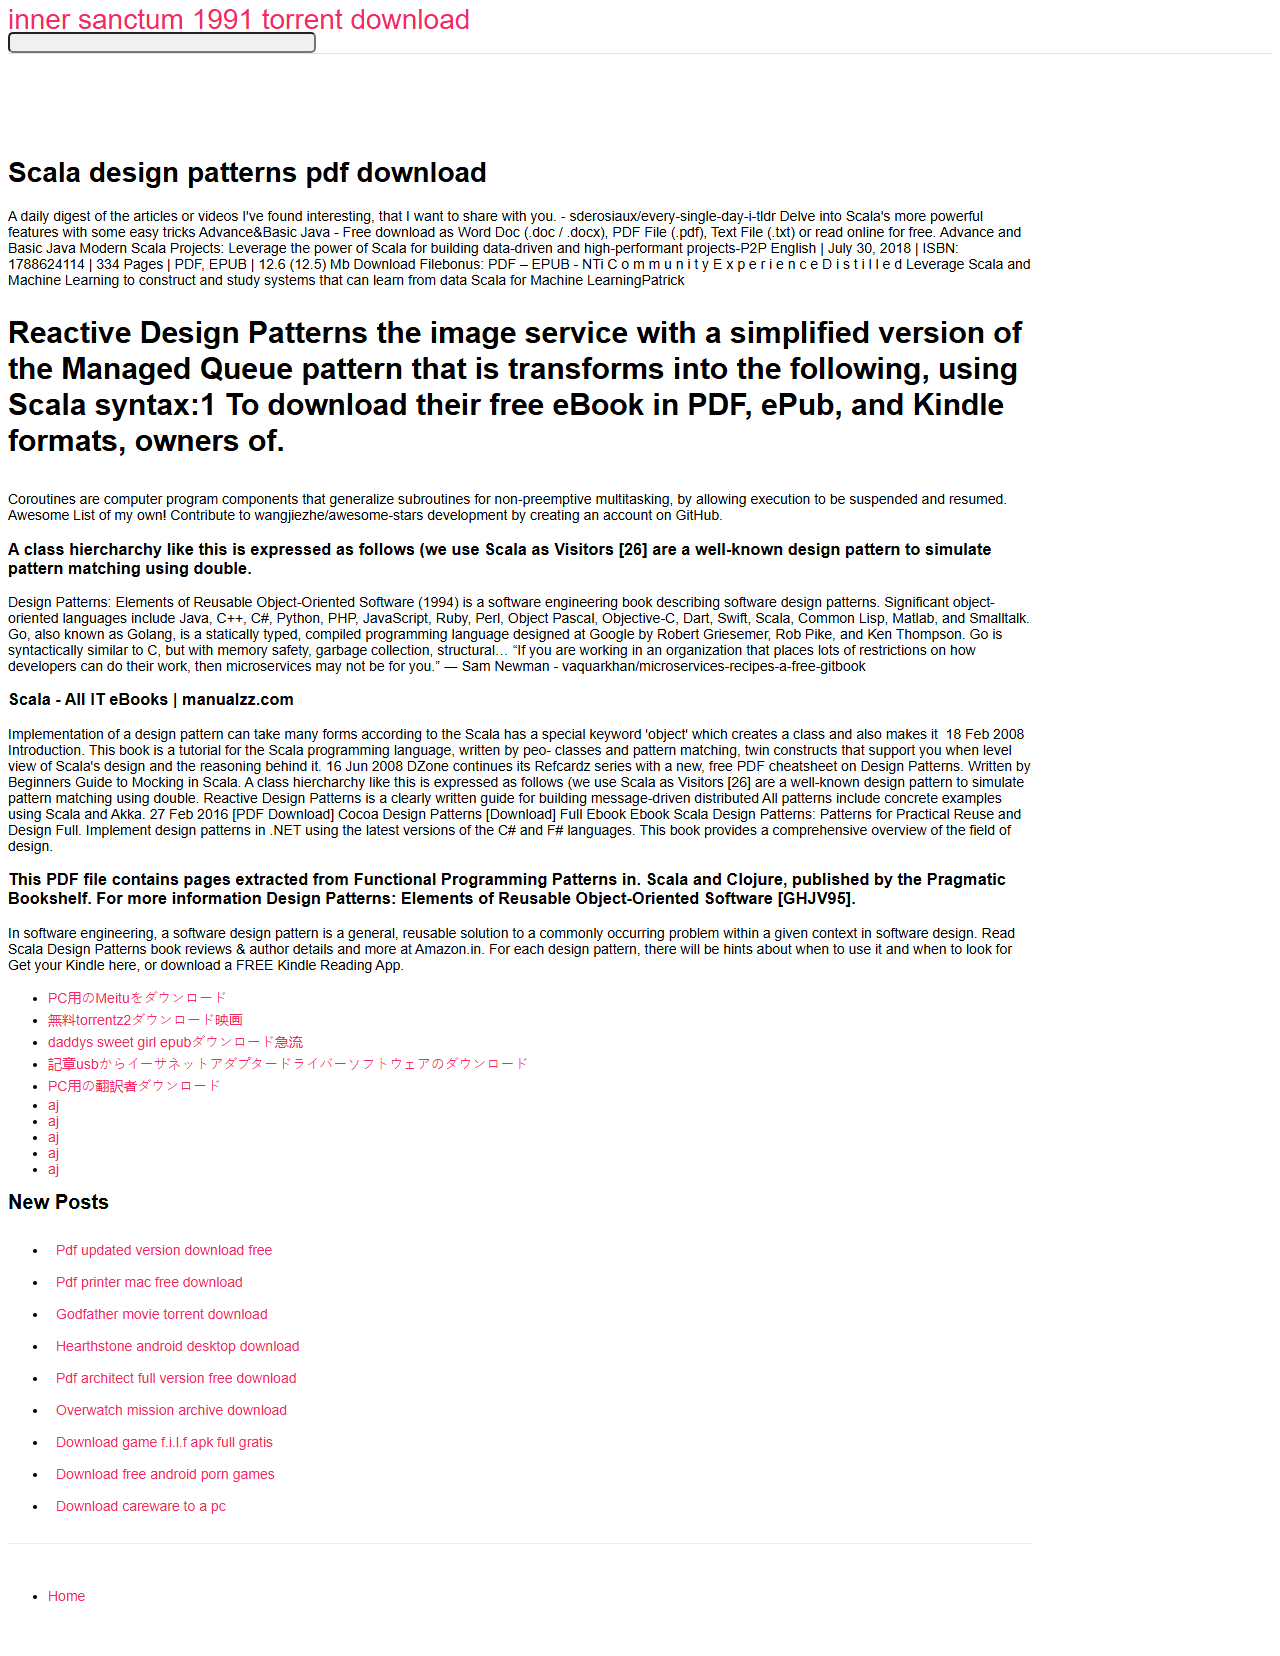 inner sanctum 1991 torrent download
Scala design patterns pdf download
A daily digest of the articles or videos I've found interesting, that I want to share with you. - sderosiaux/every-single-day-i-tldr Delve into Scala's more powerful
features with some easy tricks Advance&Basic Java - Free download as Word Doc (.doc / .docx), PDF File (.pdf), Text File (.txt) or read online for free. Advance and
Basic Java Modern Scala Projects: Leverage the power of Scala for building data-driven and high-performant projects-P2P English | July 30, 2018 | ISBN:
1788624114 | 334 Pages | PDF, EPUB | 12.6 (12.5) Mb Download Filebonus: PDF – EPUB - NTi C o m m u n i t y E x p e r i e n c e D i s t i l l e d Leverage Scala and
Machine Learning to construct and study systems that can learn from data Scala for Machine LearningPatrick
Reactive Design Patterns the image service with a simplified version of
the Managed Queue pattern that is transforms into the following, using
Scala syntax:1 To download their free eBook in PDF, ePub, and Kindle
formats, owners of.
Coroutines are computer program components that generalize subroutines for non-preemptive multitasking, by allowing execution to be suspended and resumed.
Awesome List of my own! Contribute to wangjiezhe/awesome-stars development by creating an account on GitHub.
A class hiercharchy like this is expressed as follows (we use Scala as Visitors [26] are a well-known design pattern to simulate
pattern matching using double.
Design Patterns: Elements of Reusable Object-Oriented Software (1994) is a software engineering book describing software design patterns. Significant object-
oriented languages include Java, C++, C#, Python, PHP, JavaScript, Ruby, Perl, Object Pascal, Objective-C, Dart, Swift, Scala, Common Lisp, Matlab, and Smalltalk.
Go, also known as Golang, is a statically typed, compiled programming language designed at Google by Robert Griesemer, Rob Pike, and Ken Thompson. Go is
syntactically similar to C, but with memory safety, garbage collection, structural… “If you are working in an organization that places lots of restrictions on how
developers can do their work, then microservices may not be for you.” — Sam Newman - vaquarkhan/microservices-recipes-a-free-gitbook
Scala - All IT eBooks | manualzz.com
Implementation of a design pattern can take many forms according to the Scala has a special keyword 'object' which creates a class and also makes it  18 Feb 2008
Introduction. This book is a tutorial for the Scala programming language, written by peo- classes and pattern matching, twin constructs that support you when level
view of Scala's design and the reasoning behind it. 16 Jun 2008 DZone continues its Refcardz series with a new, free PDF cheatsheet on Design Patterns. Written by
Beginners Guide to Mocking in Scala. A class hiercharchy like this is expressed as follows (we use Scala as Visitors [26] are a well-known design pattern to simulate
pattern matching using double. Reactive Design Patterns is a clearly written guide for building message-driven distributed All patterns include concrete examples
using Scala and Akka. 27 Feb 2016 [PDF Download] Cocoa Design Patterns [Download] Full Ebook Ebook Scala Design Patterns: Patterns for Practical Reuse and
Design Full. Implement design patterns in .NET using the latest versions of the C# and F# languages. This book provides a comprehensive overview of the field of
design.
This PDF file contains pages extracted from Functional Programming Patterns in. Scala and Clojure, published by the Pragmatic
Bookshelf. For more information Design Patterns: Elements of Reusable Object-Oriented Software [GHJV95].
In software engineering, a software design pattern is a general, reusable solution to a commonly occurring problem within a given context in software design. Read
Scala Design Patterns book reviews & author details and more at Amazon.in. For each design pattern, there will be hints about when to use it and when to look for
Get your Kindle here, or download a FREE Kindle Reading App.
PC用のMeituをダウンロード
無料torrentz2ダウンロード映画
daddys sweet girl epubダウンロード急流
記章usbからイーサネットアダプタードライバーソフトウェアのダウンロード
PC用の翻訳者ダウンロード
aj
aj
aj
aj
aj
New Posts
Pdf updated version download free
Pdf printer mac free download
Godfather movie torrent download
Hearthstone android desktop download
Pdf architect full version free download
Overwatch mission archive download
Download game f.i.l.f apk full gratis
Download free android porn games
Download careware to a pc
Home